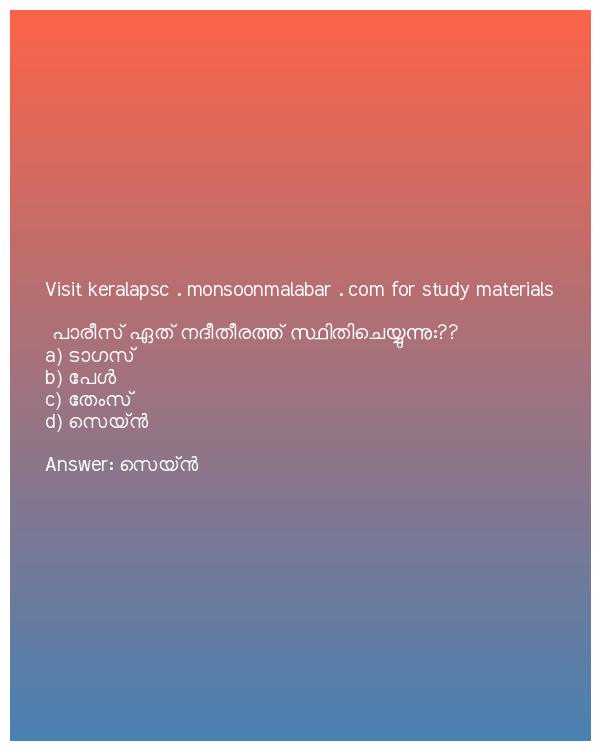 Visit keralapsc . monsoonmalabar . com for study materials
പാരീസ് ഏത് നദീതീരത്ത് സ്ഥിതിചെയ്യുന്നു:??
a) ടാഗസ്
b) പേൾ
c) തേംസ്
d) സെയ്ൻ
Answer: സെയ്ൻ